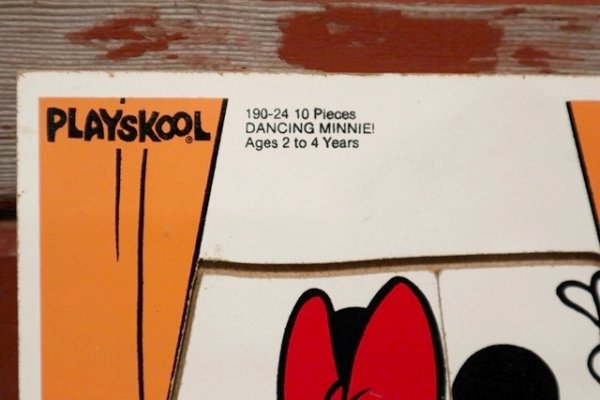 PLAYSKOOL®
190-24 10 Pieces
DANCING MINNIE!
Ages 2 to 4 Years